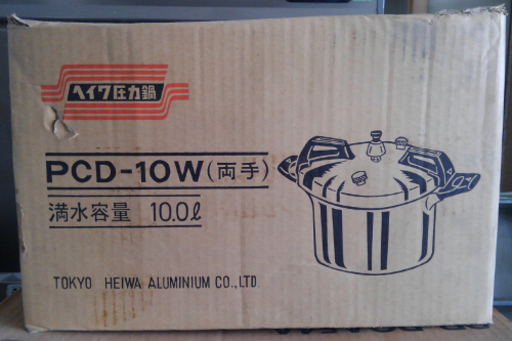 ヘイワ圧力鍋
PCD-10W(両手)
満水容量 10.0ℓ
TOKYO HEIWA ALUMINIUM CO.,LTD.